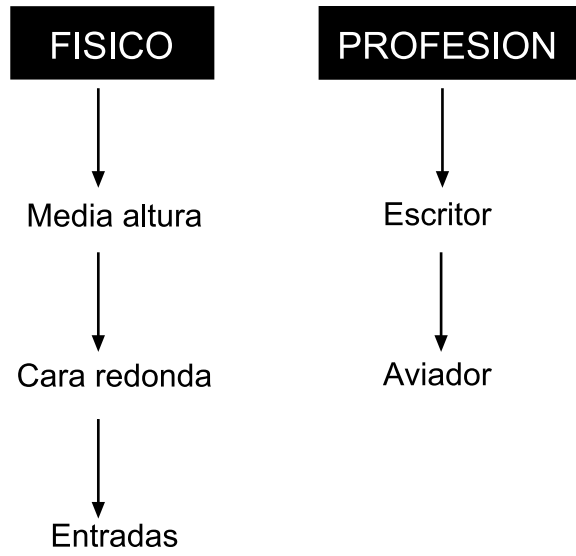 FISICO
Media altura
Cara redonda
Entradas
PROFESION
Escritor
Aviador